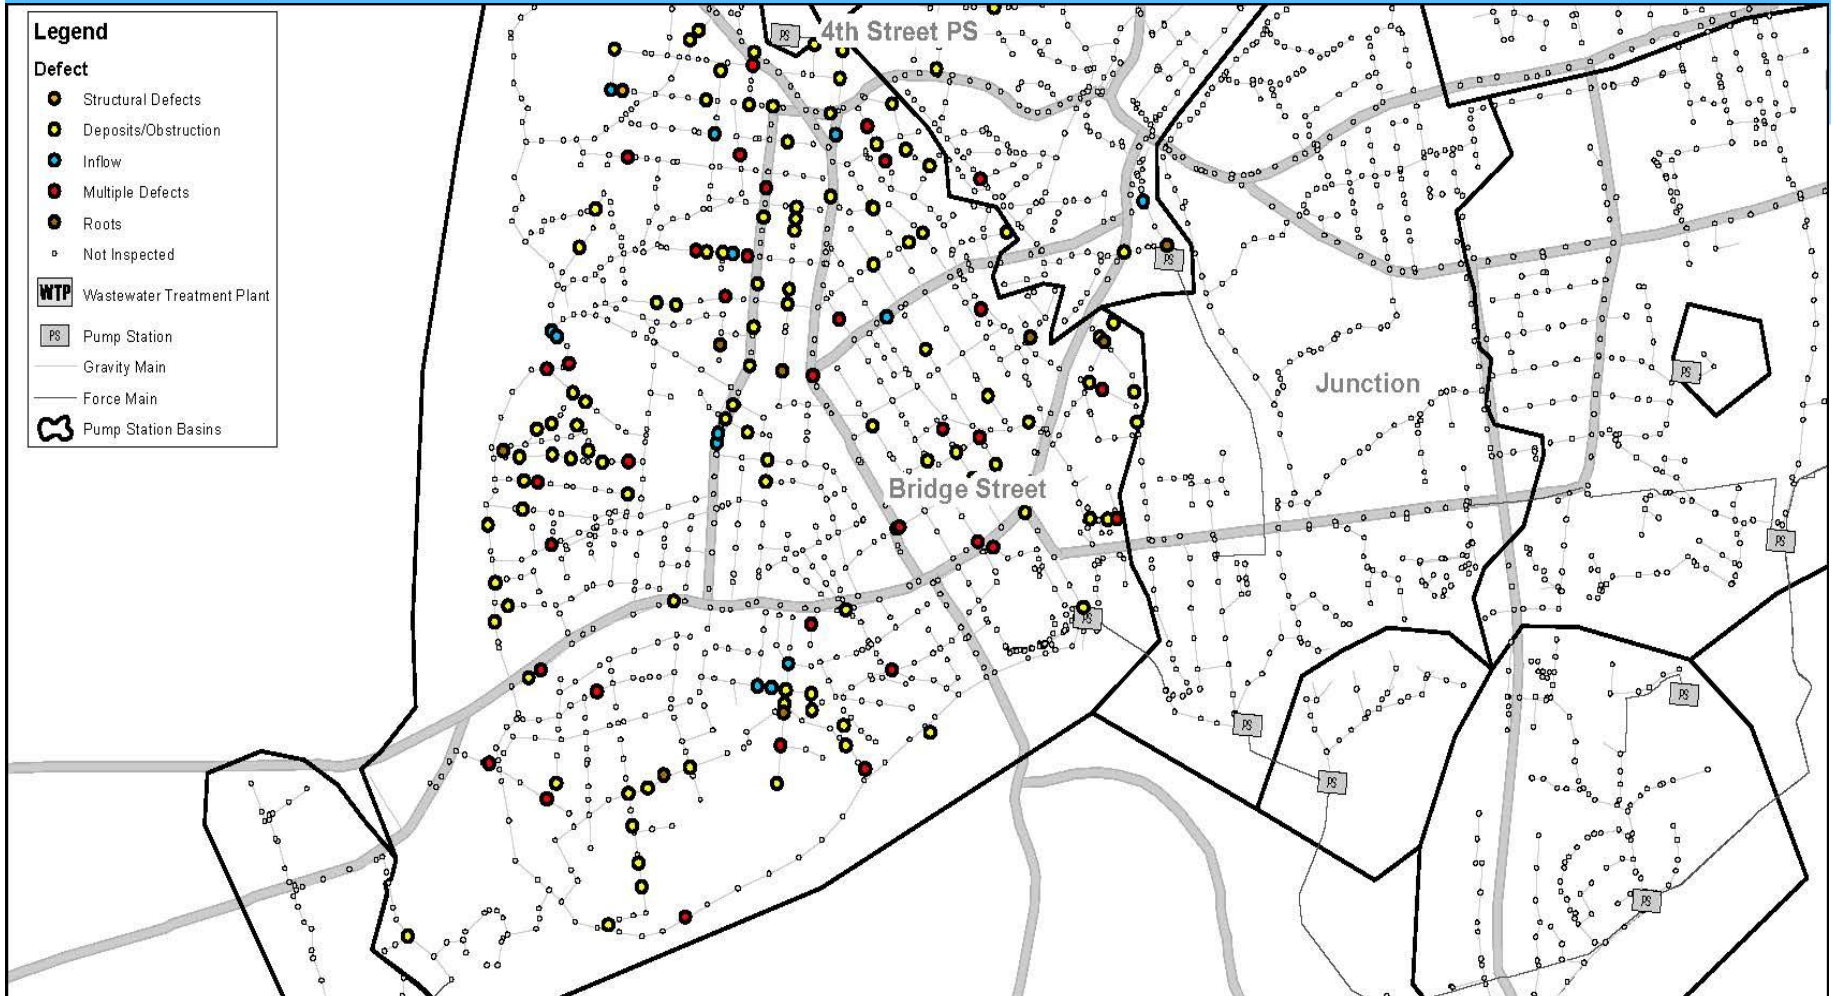 Legend
Defect
Structural Defects
Deposits/Obstruction
Inflow
Multiple Defects
Roots
Not Inspected
WTP Wastewater Treatment Plant
PS Pump Station
Gravity Main
Force Main
Pump Station Basins
PS 4th Street PS
PS
PS
Junction
Bridge Street
PS
PS
PS
PS
PS
PS